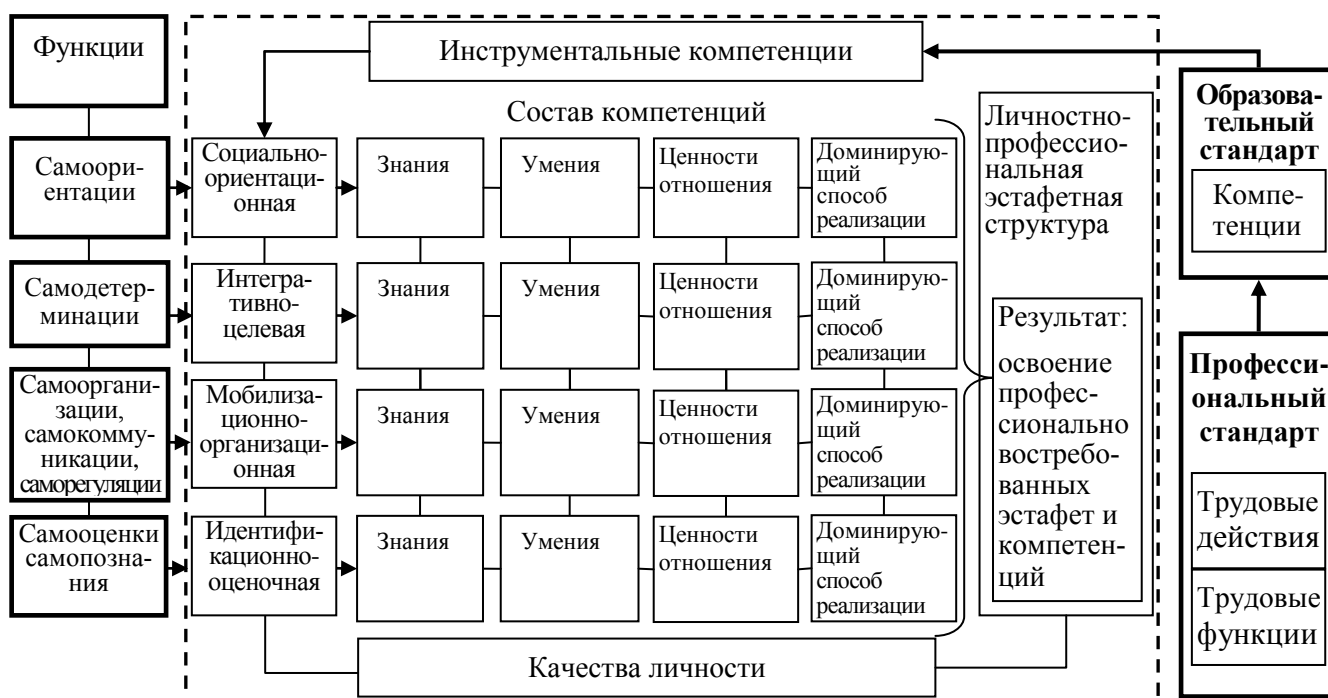 Функции
Инструментальные компетенции
Состав компетенций
Самоори-
ентации
Социально-
ориентаци-
онная
Знания
Умения
Ценности
отношения
Доминирую-
щий
способ
реализации
Самодетер-
минации
Интегра-
тивно-
целевая
Знания
Умения
Ценности
отношения
Доминирую-
щий
способ
реализации
Самооргани-
зации,
самокомму-
никации,
саморегуляции
Мобилиза-
ционно-
организаци-
онная
Знания
Умения
Ценности
отношения
Доминирую-
щий
способ
реализации
Самооценки
самопозна-
ния
Идентифи-
кационно-
оценочная
Знания
Умения
Ценности
отношения
Доминирую-
щий
способ
реализации
Качества личности
Личностно-
профессио-
нальная
эстафетная
структура
Результат:
освоение
профес-
сионально
востребо-
ванных
эстафет и
компетен-
ций
Образова-
тельный
стандарт
Компе-
тенции
Професси-
ональный
стандарт
Трудовые
действия
Трудовые
функции